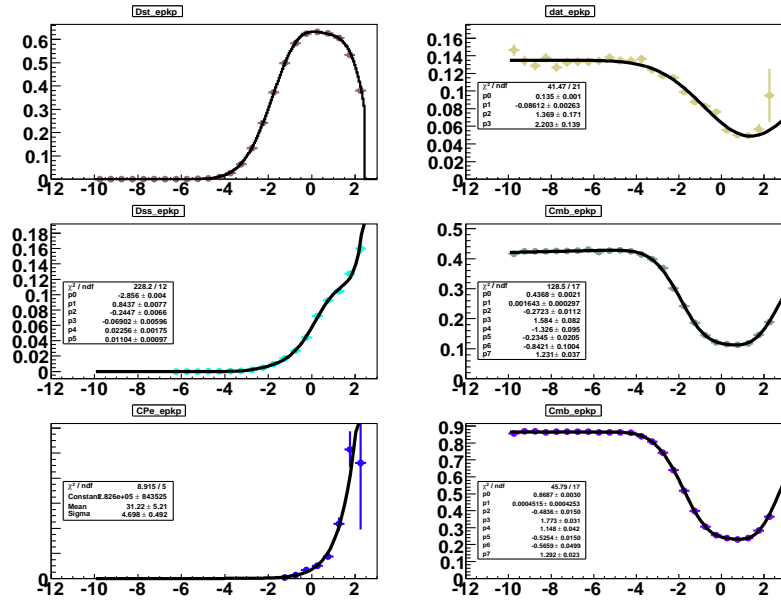 Dst_epkp
0.6
0.5
0.4
0.3
0.2
0.1
0
-12 -10 -8 -6 -4 -2 0 2
dat_epkp
0.16
0.14
0.12
0.1
0.08
0.06
0.04
0.02
0
χ² / ndf 41.47 / 21
p0 0.135 ± 0.001
p1 -0.08612 ± 0.00263
p2 1.369 ± 0.171
p3 2.203 ± 0.139
-12 -10 -8 -6 -4 -2 0 2
Dss_epkp
0.18
0.16
0.14
0.12
0.1
0.08
0.06
0.04
0.02
0
χ² / ndf 228.2 / 12
p0 -2.856 ± 0.004
p1 0.8437 ± 0.0077
p2 -0.2447 ± 0.0066
p3 -0.06902 ± 0.00596
p4 0.02256 ± 0.00175
p5 0.01104 ± 0.00097
-12 -10 -8 -6 -4 -2 0 2
Cmb_epkp
0.5
0.4
0.3
0.2
0.1
0
χ² / ndf 128.5 / 17
p0 0.4368 ± 0.0021
p1 0.001643 ± 0.000297
p2 -0.2723 ± 0.0112
p3 1.584 ± 0.082
p4 -1.326 ± 0.095
p5 -0.2345 ± 0.0205
p6 -0.8421 ± 0.1004
p7 1.231 ± 0.037
-12 -10 -8 -6 -4 -2 0 2
CPe_epkp
0
χ² / ndf 8.915 / 5
Constant 2.826e+05 ± 843525
Mean 31.22 ± 5.21
Sigma 4.698 ± 0.492
-12 -10 -8 -6 -4 -2 0 2
Cmb_epkp
0.9
0.8
0.7
0.6
0.5
0.4
0.3
0.2
0.1
0
χ² / ndf 45.79 / 17
p0 0.8687 ± 0.0030
p1 0.0004515 ± 0.0004253
p2 -0.4836 ± 0.0150
p3 1.773 ± 0.031
p4 1.148 ± 0.042
p5 -0.5254 ± 0.0150
p6 -0.5659 ± 0.0499
p7 1.292 ± 0.023
-12 -10 -8 -6 -4 -2 0 2